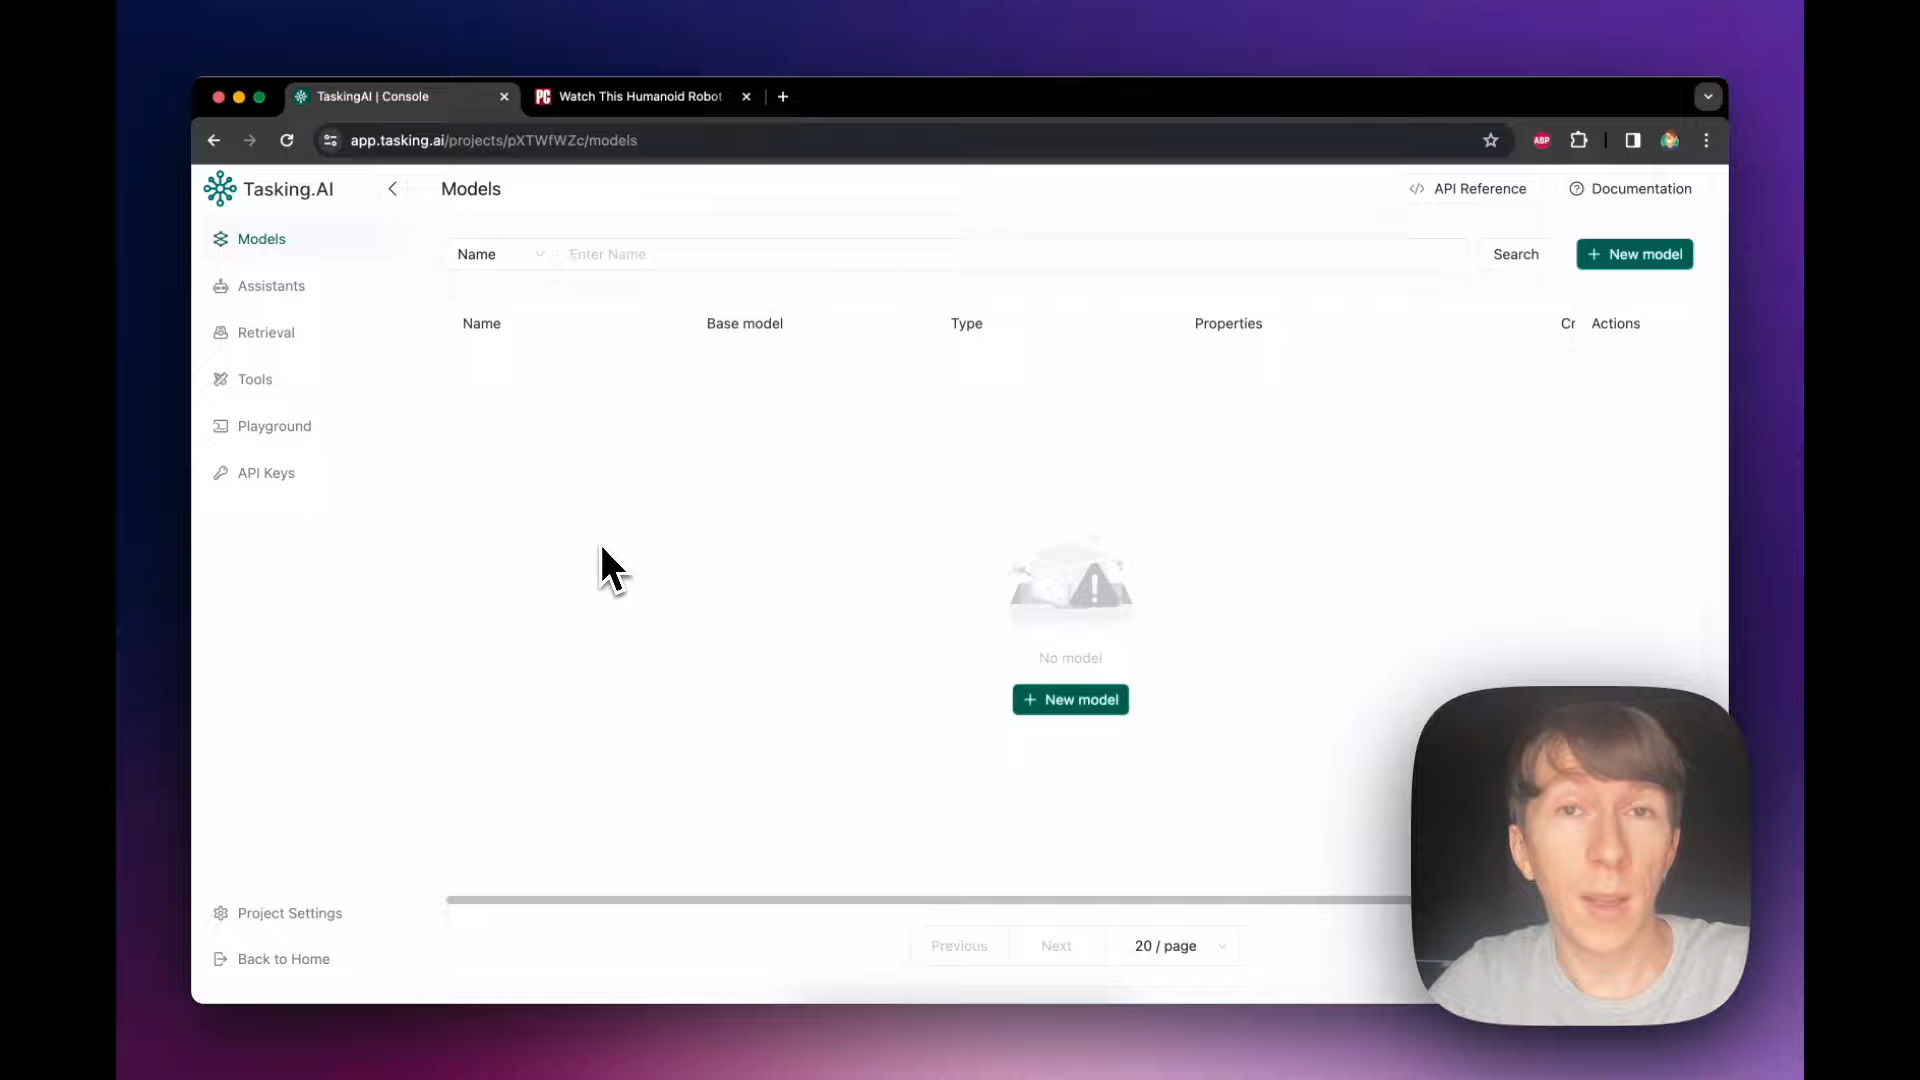 TaskingAI | Console
PC Watch This Humanoid Robot
app.tasking.ai/projects/pXTWfWZc/models
ABP
Tasking.AI
Models
API Reference
Documentation
Models
Assistants
Retrieval
Tools
Playground
API Keys
Project Settings
Back to Home
Name
Enter Name
Search
+ New model
Name Base model Type Properties Cr Actions
No model
+ New model
Previous
Next
20 / page